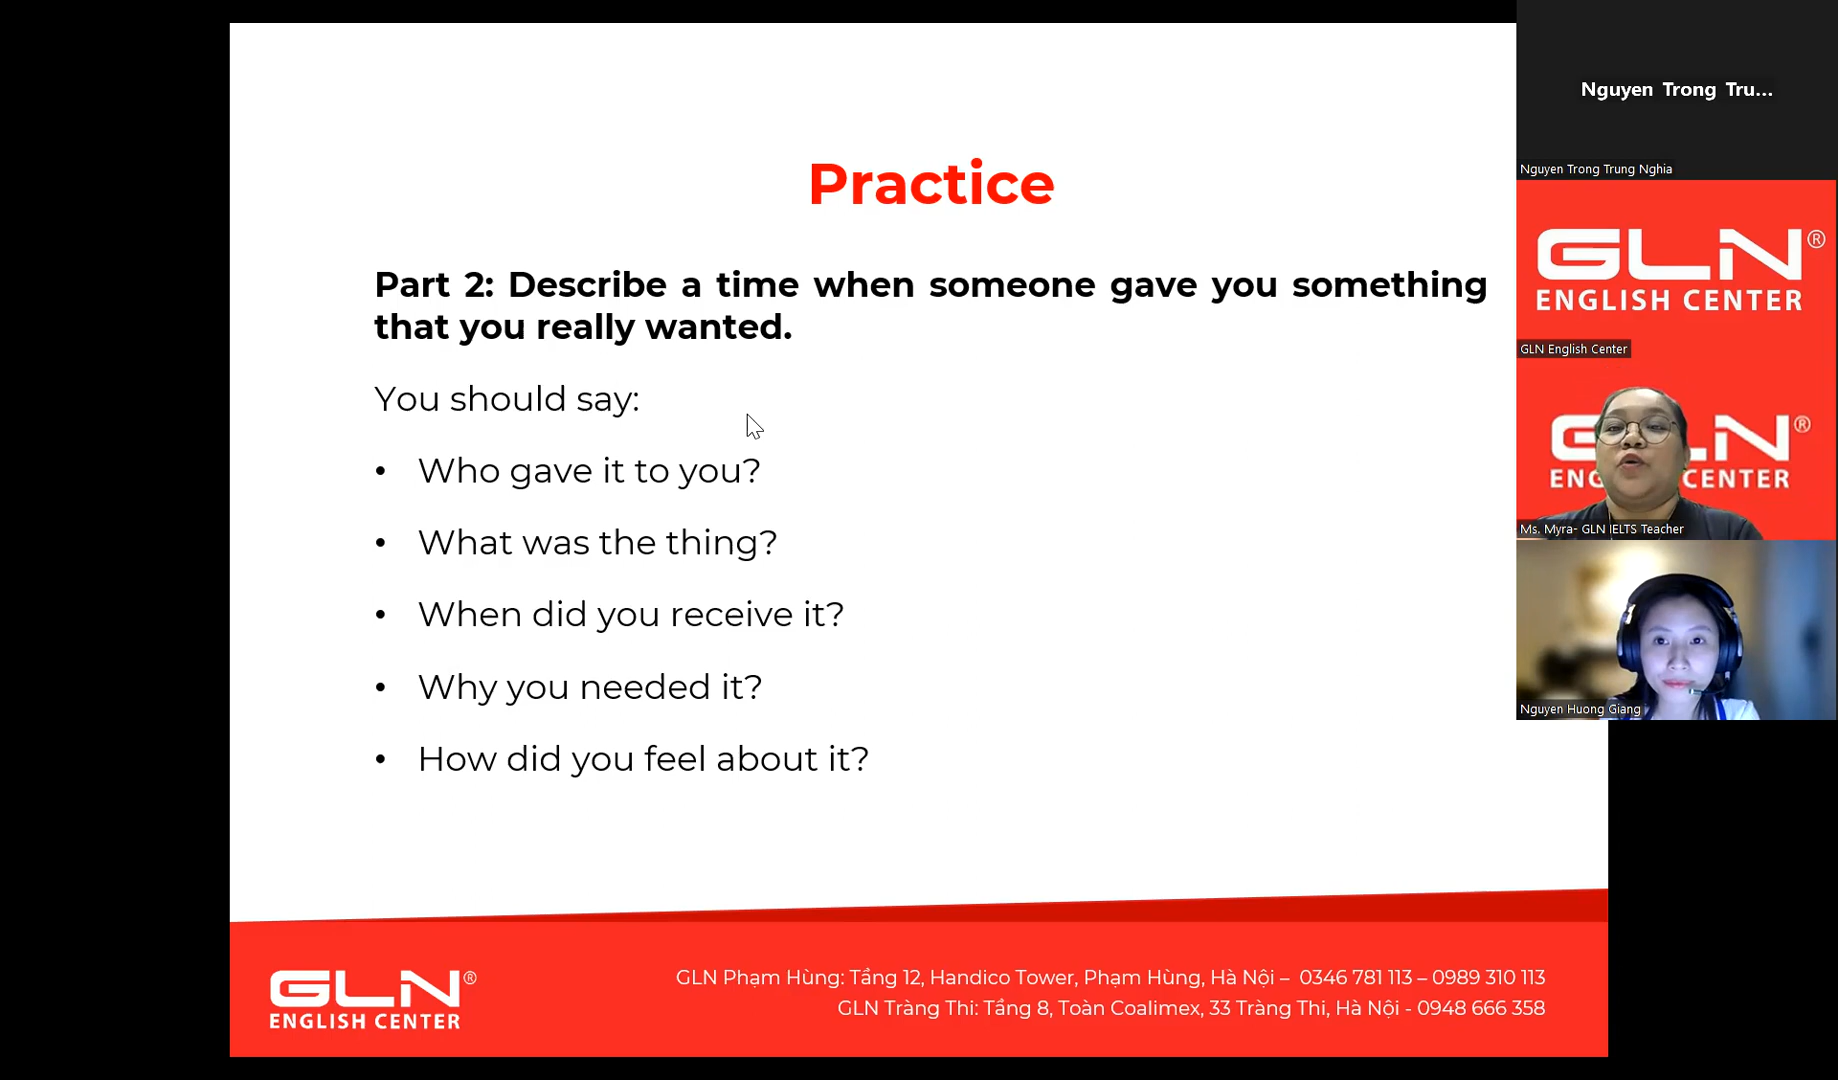 Practice
Part 2: Describe a time when someone gave you something
that you really wanted.
You should say:
• Who gave it to you?
• What was the thing?
• When did you receive it?
• Why you needed it?
• How did you feel about it?
GLN®
ENGLISH CENTER
GLN Phạm Hùng: Tầng 12, Handico Tower, Phạm Hùng, Hà Nội – 0346 781 113 – 0989 310 113
GLN Tràng Thi: Tầng 8, Toàn Coalimex, 33 Tràng Thi, Hà Nội - 0948 666 358
Nguyen Trong Tru...
Nguyen Trong Trung Nghia
GLN®
ENGLISH CENTER
GLN English Center
Ms. Myra- GLN IELTS Teacher
Nguyen Huong Giang